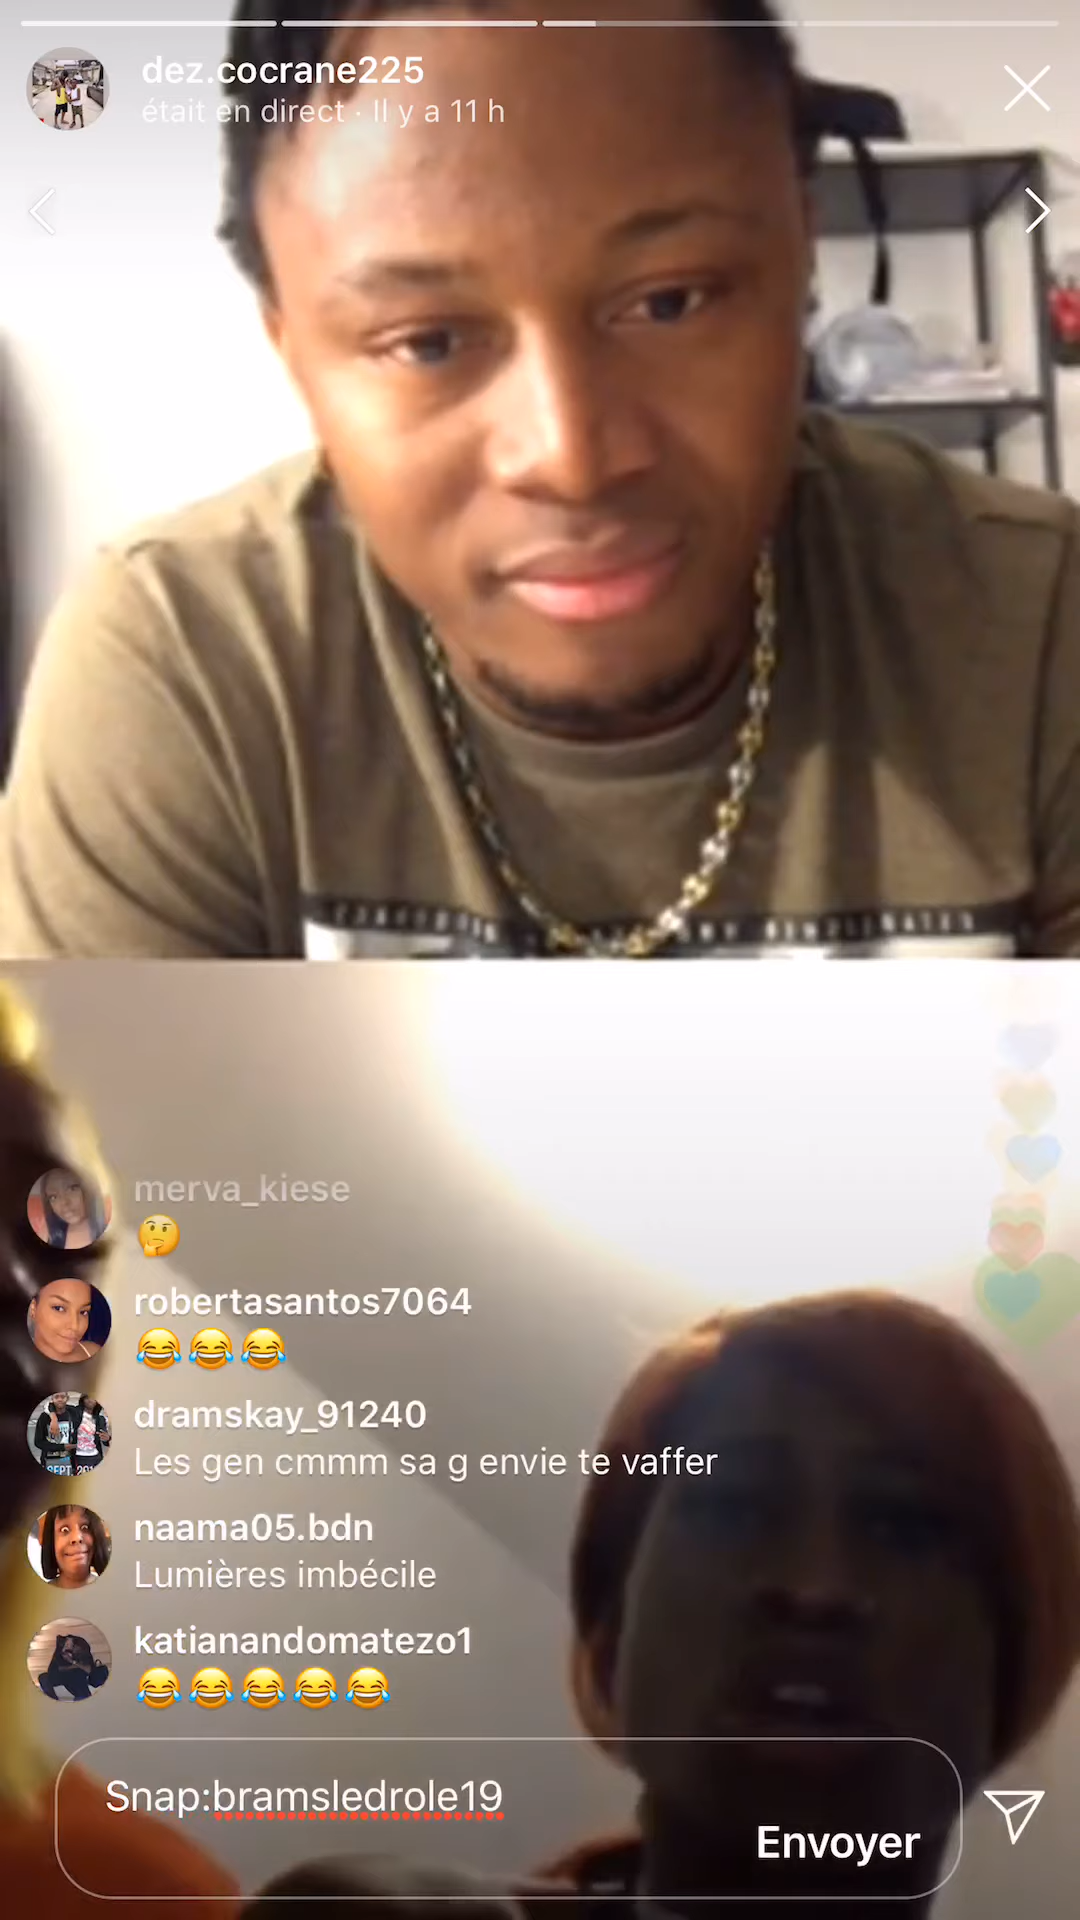 dez.cocrane225
était en direct · Il y a 11 h
merva_kiese
🤔
robertasantos7064
😂😂😂
dramskay_91240
Les gen cmmm sa g envie te vaffer
naama05.bdn
Lumières imbécile
katianandomatezo1
😂😂😂😂😂
Snap:bramsledrole19
Envoyer